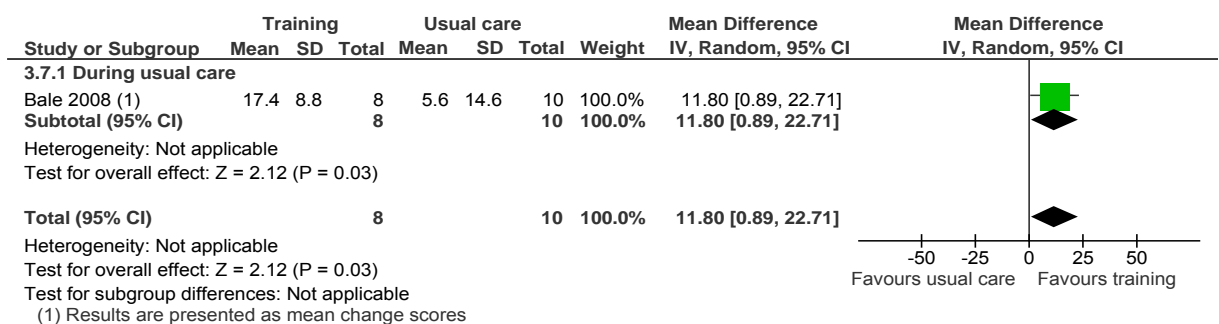 Training Usual care Mean Difference Mean Difference
Study or Subgroup Mean SD Total Mean SD Total Weight IV, Random, 95% CI IV, Random, 95% CI
3.7.1 During usual care
Bale 2008 (1) 17.4 8.8 8 5.6 14.6 10 100.0% 11.80 [0.89, 22.71]
Subtotal (95% CI) 8 10 100.0% 11.80 [0.89, 22.71]
Heterogeneity: Not applicable
Test for overall effect: Z = 2.12 (P = 0.03)
Total (95% CI) 8 10 100.0% 11.80 [0.89, 22.71]
Heterogeneity: Not applicable
Test for overall effect: Z = 2.12 (P = 0.03)
Test for subgroup differences: Not applicable
(1) Results are presented as mean change scores
-50 -25 0 25 50
Favours usual care Favours training